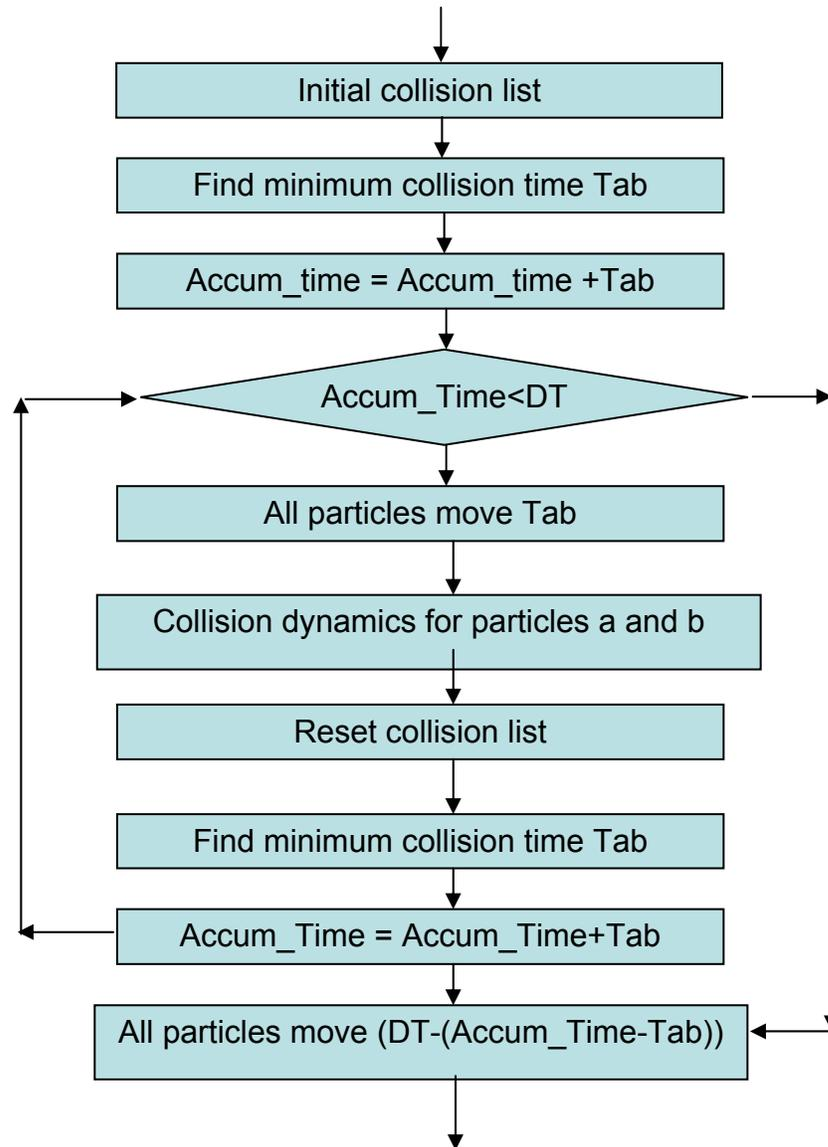 Initial collision list
Find minimum collision time Tab
Accum_time = Accum_time +Tab
Accum_Time<DT
All particles move Tab
Collision dynamics for particles a and b
Reset collision list
Find minimum collision time Tab
Accum_Time = Accum_Time+Tab
All particles move (DT-(Accum_Time-Tab))